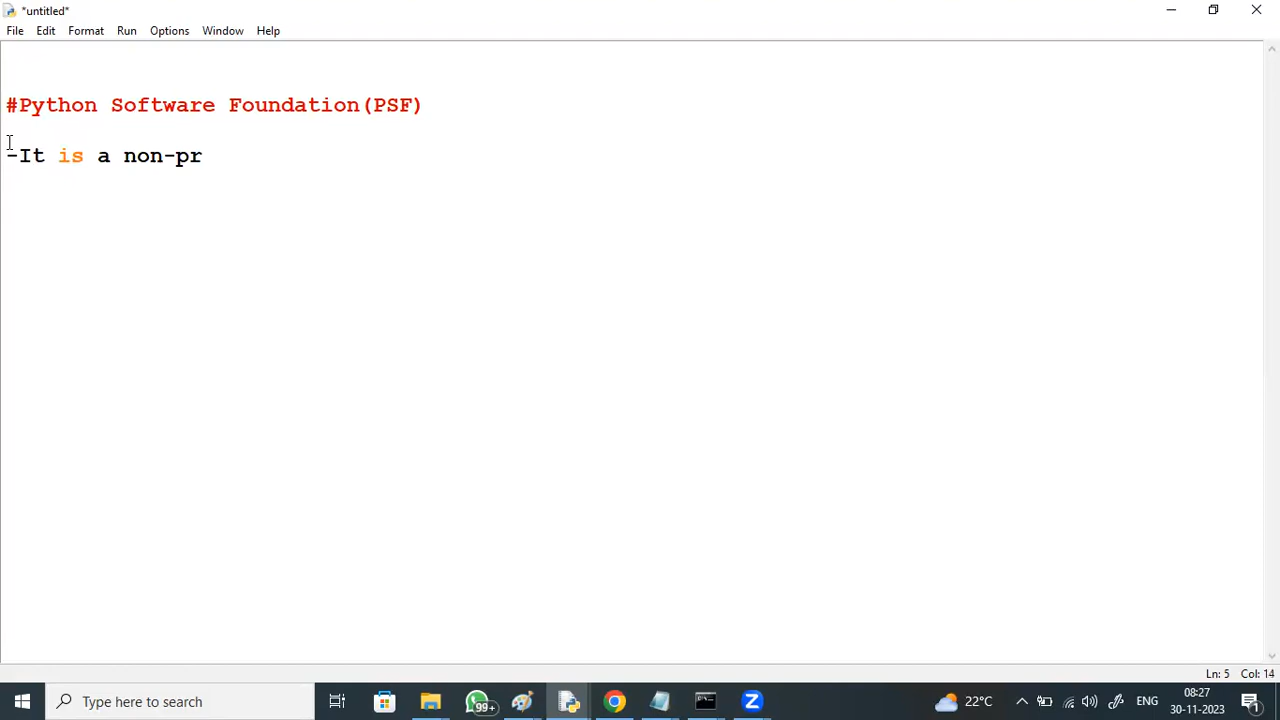 *untitled*
File Edit Format Run Options Window Help
#Python Software Foundation(PSF)
-It is a non-pr
Ln: 5 Col: 14
Type here to search
99+
22°C
ENG
08:27
30-11-2023
1